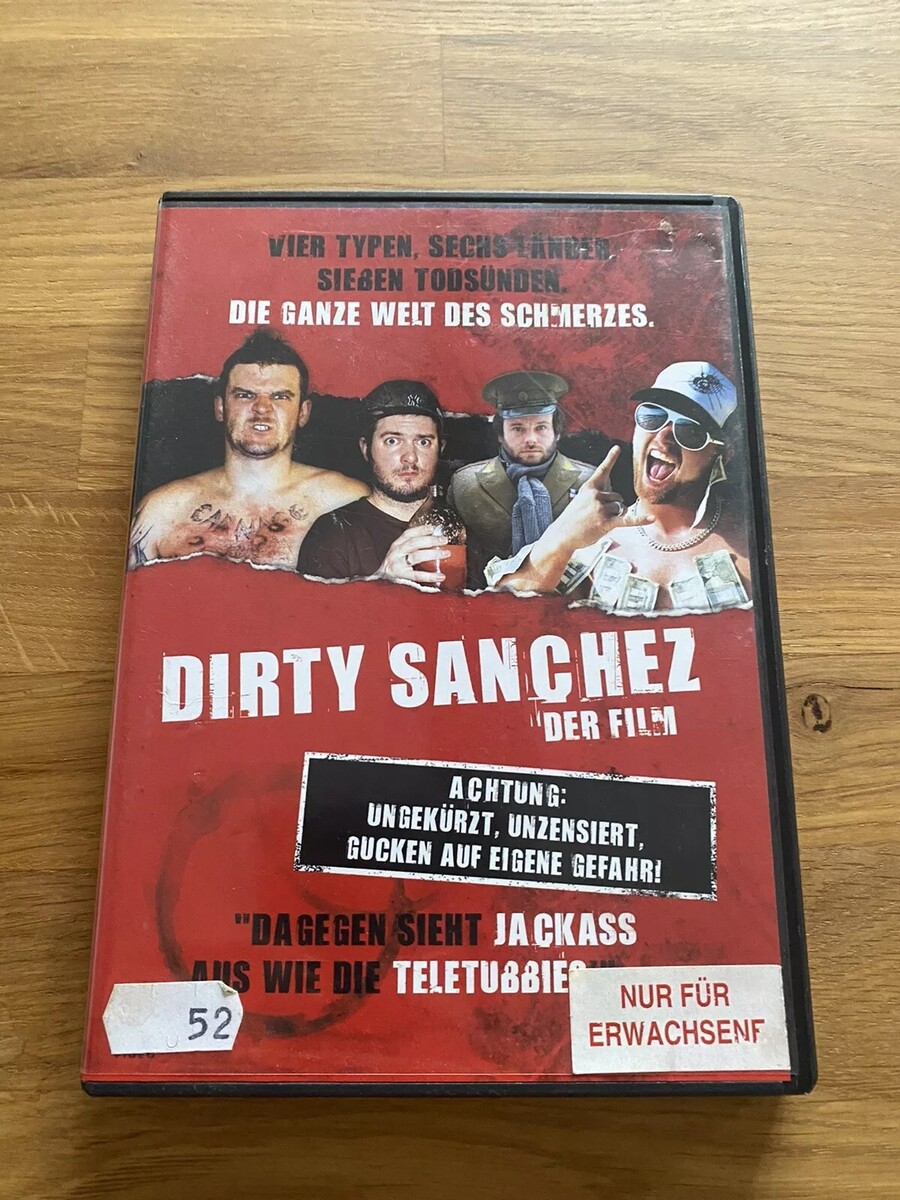 VIER TYPEN, SECHS LÄNDER,
SIEBEN TODSÜNDEN.
DIE GANZE WELT DES SCHMERZES.
DIRTY SANCHEZ
DER FILM
ACHTUNG:
UNGEKÜRZT, UNZENSIERT,
GUCKEN AUF EIGENE GEFAHR!
"DAGEGEN SIEHT JACKASS
AUS WIE DIE TELETUBBIES
52
NUR FÜR
ERWACHSENE